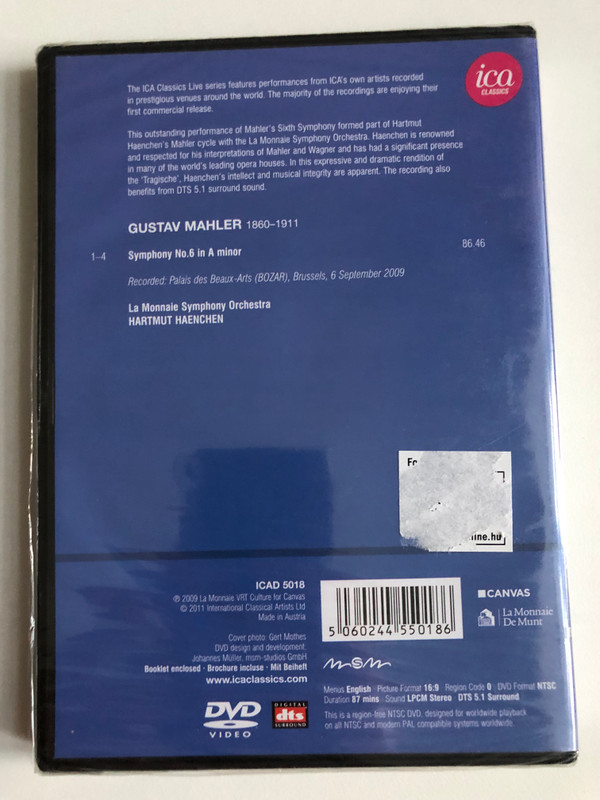 ica
CLASSICS
The ICA Classics Live series features performances from ICA's own artists recorded
in prestigious venues around the world. The majority of the recordings are enjoying their
first commercial release.
This outstanding performance of Mahler's Sixth Symphony formed part of Hartmut
Haenchen's Mahler cycle with the La Monnaie Symphony Orchestra. Haenchen is renowned
and respected for his interpretations of Mahler and Wagner and has had a significant presence
in many of the world's leading opera houses. In this expressive and dramatic rendition of
the 'Tragische', Haenchen's intellect and musical integrity are apparent. The recording also
benefits from DTS 5.1 surround sound.
GUSTAV MAHLER 1860–1911
1–4 Symphony No.6 in A minor 86.46
Recorded: Palais des Beaux-Arts (BOZAR), Brussels, 6 September 2009
La Monnaie Symphony Orchestra
HARTMUT HAENCHEN
ine.hu
ICAD 5018
℗ 2009 La Monnaie VRT Culture for Canvas
© 2011 International Classical Artists Ltd
Made in Austria
Cover photo: Gert Mothes
DVD design and development:
Johannes Müller, msm-studios GmbH
Booklet enclosed · Brochure incluse · Mit Beiheft
www.icaclassics.com
DVD
VIDEO
DIGITAL
dts
SURROUND
5 060244 550186
CANVAS
La Monnaie
De Munt
msm
Menus English · Picture Format 16:9 · Region Code 0 · DVD Format NTSC
Duration 87 mins · Sound LPCM Stereo · DTS 5.1 Surround
This is a region-free NTSC DVD, designed for worldwide playback
on all NTSC and modern PAL compatible systems worldwide.